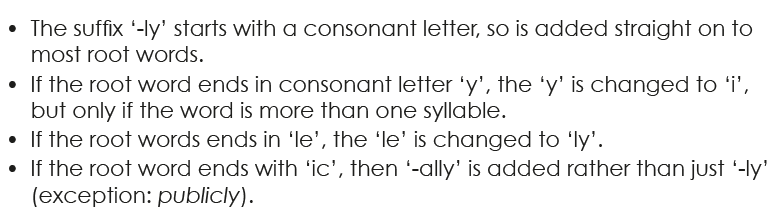 • The suffix ‘-ly’ starts with a consonant letter, so is added straight on to
most root words.
• If the root word ends in consonant letter ‘y’, the ‘y’ is changed to ‘i’,
but only if the word is more than one syllable.
• If the root words ends in ‘le’, the ‘le’ is changed to ‘ly’.
• If the root word ends with ‘ic’, then ‘-ally’ is added rather than just ‘-ly’
(exception: publicly).